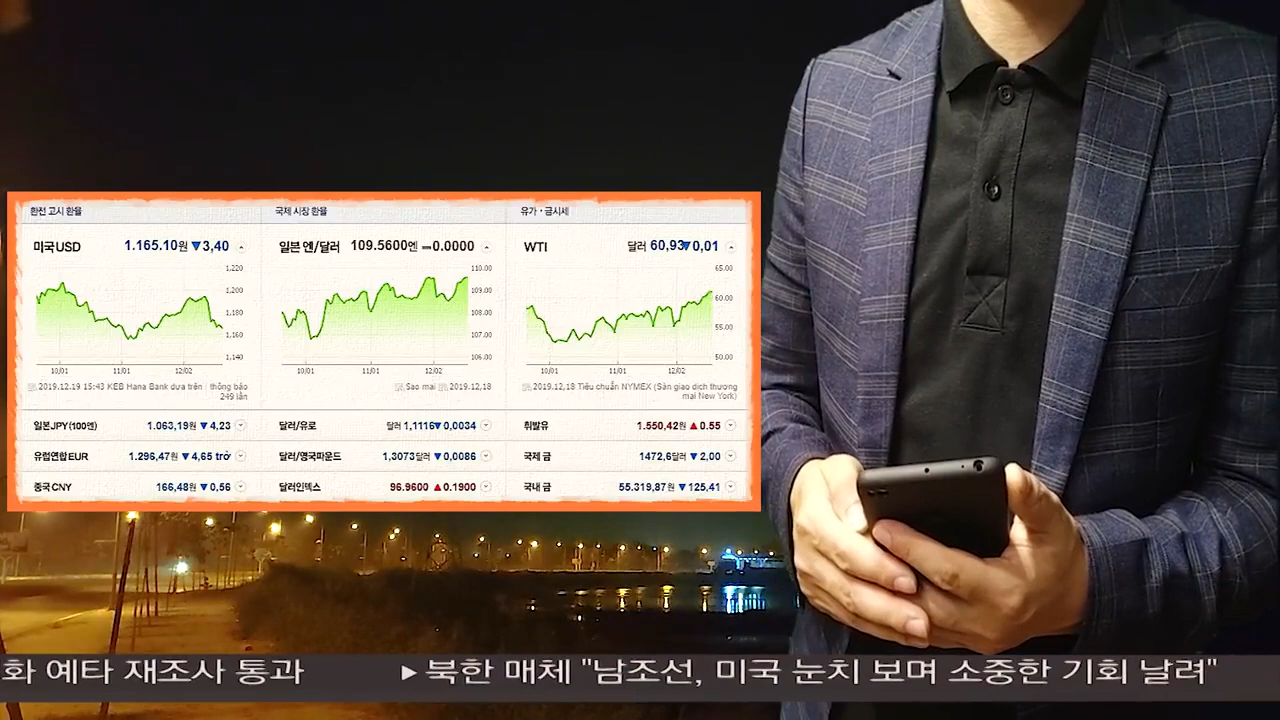 환전 고시 환율
국제 시장 환율
유가·금시세
미국USD 1.165.10원 ▼3,40
일본 엔/달러 109.5600엔 ━0.0000
WTI 달러 60,93▼0,01
1,220
1,200
1,180
1,160
1,140
10/01 11/01 12/02
110.00
109.00
108.00
107.00
106.00
10/01 11/01 12/02
65.00
60.00
55.00
50.00
10/01 11/01 12/02
2019.12.19 15:43 KEB Hana Bank dựa trên thông báo
249 lần
Sao mai 2019.12,18
2019.12,18 Tiêu chuẩn NYMEX (Sàn giao dịch thương
mại New York)
일본JPY(100엔) 1.063,19원 ▼4,23
달러/유로 달러 1,1116▼0,0034
휘발유 1.550,42원 ▲0.55
유럽연합EUR 1.296,47원 ▼4,65 trở
달러/영국파운드 1,3073달러 ▼0,0086
국제 금 1472,6달러 ▼2,00
중국CNY 166,48원 ▼0,56
달러인덱스 96.9600 ▲0.1900
국내 금 55.319,87원 ▼125,41
화 예타 재조사 통과 ▶북한 매체 "남조선, 미국 눈치 보며 소중한 기회 날려"